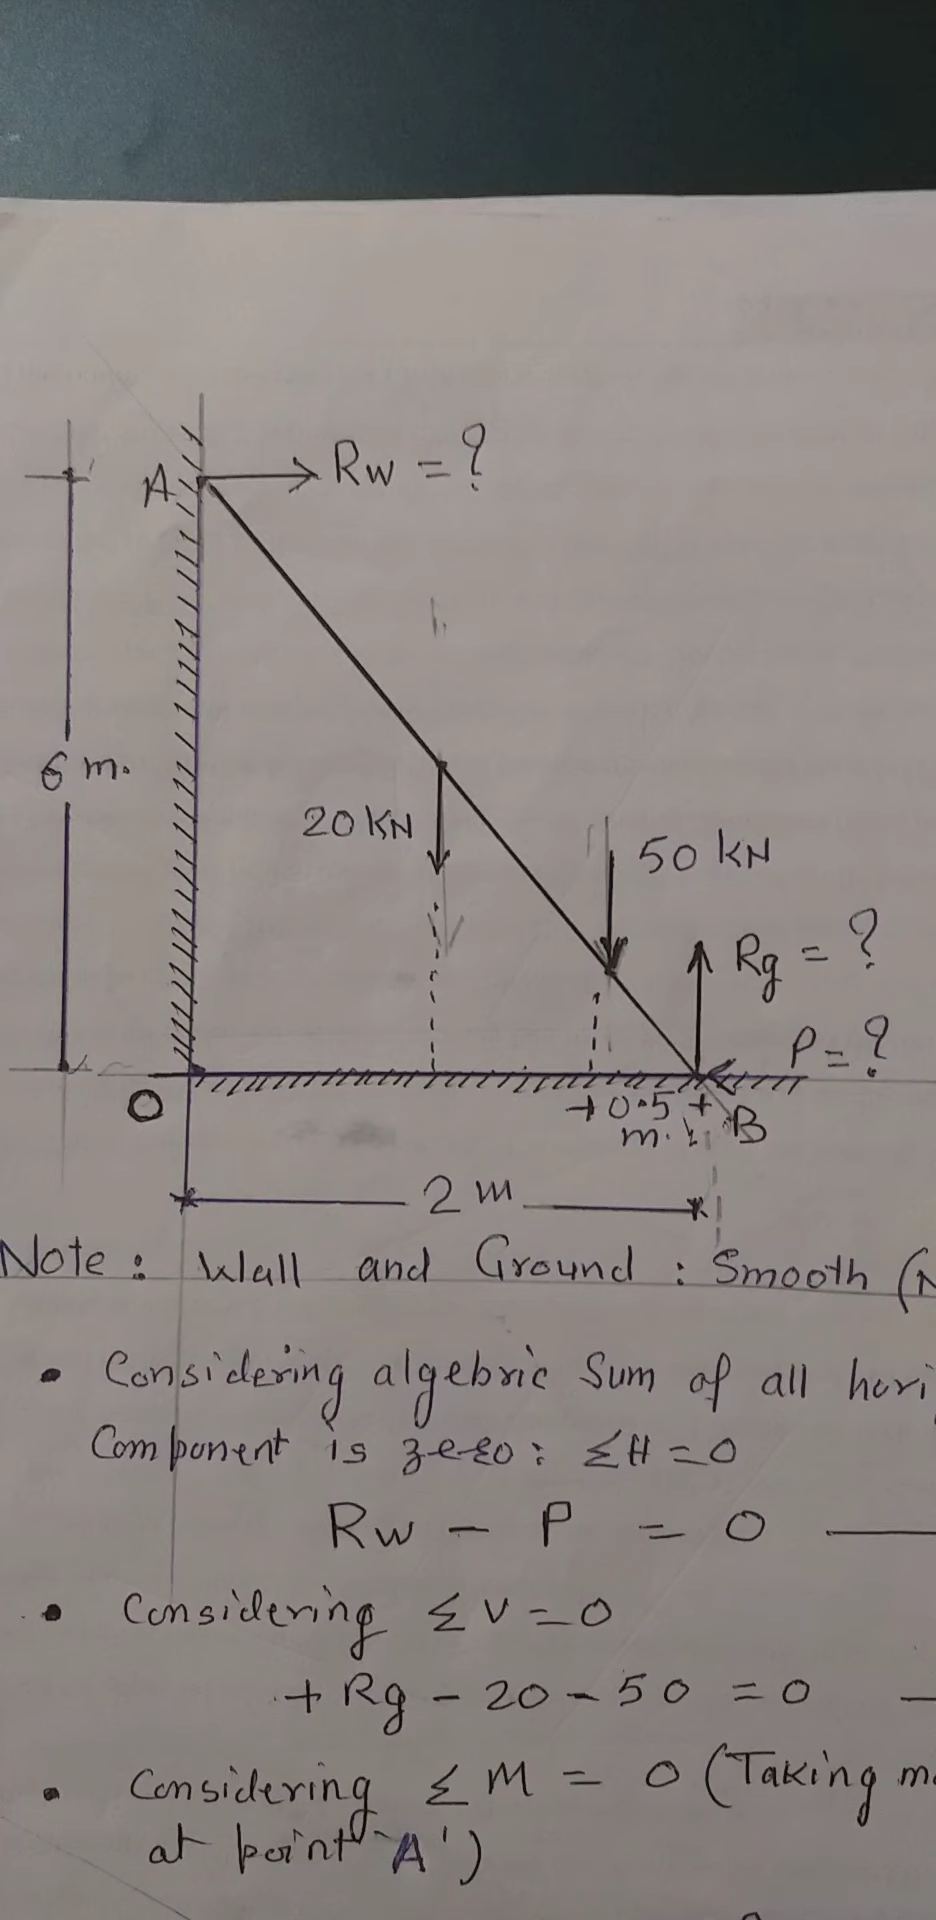 A
Rw = ?
6 m.
20 KN
50 KN
Rg = ?
P = ?
O
0.5
m.
B
2 m
Note : Wall and Ground : Smooth (
• Considering algebric Sum of all hori
Component is zero : ΣH = 0
Rw - P = 0
• Considering ΣV = 0
+ Rg - 20 - 50 = 0
• Considering ΣM = 0 (Taking m
at point 'A')